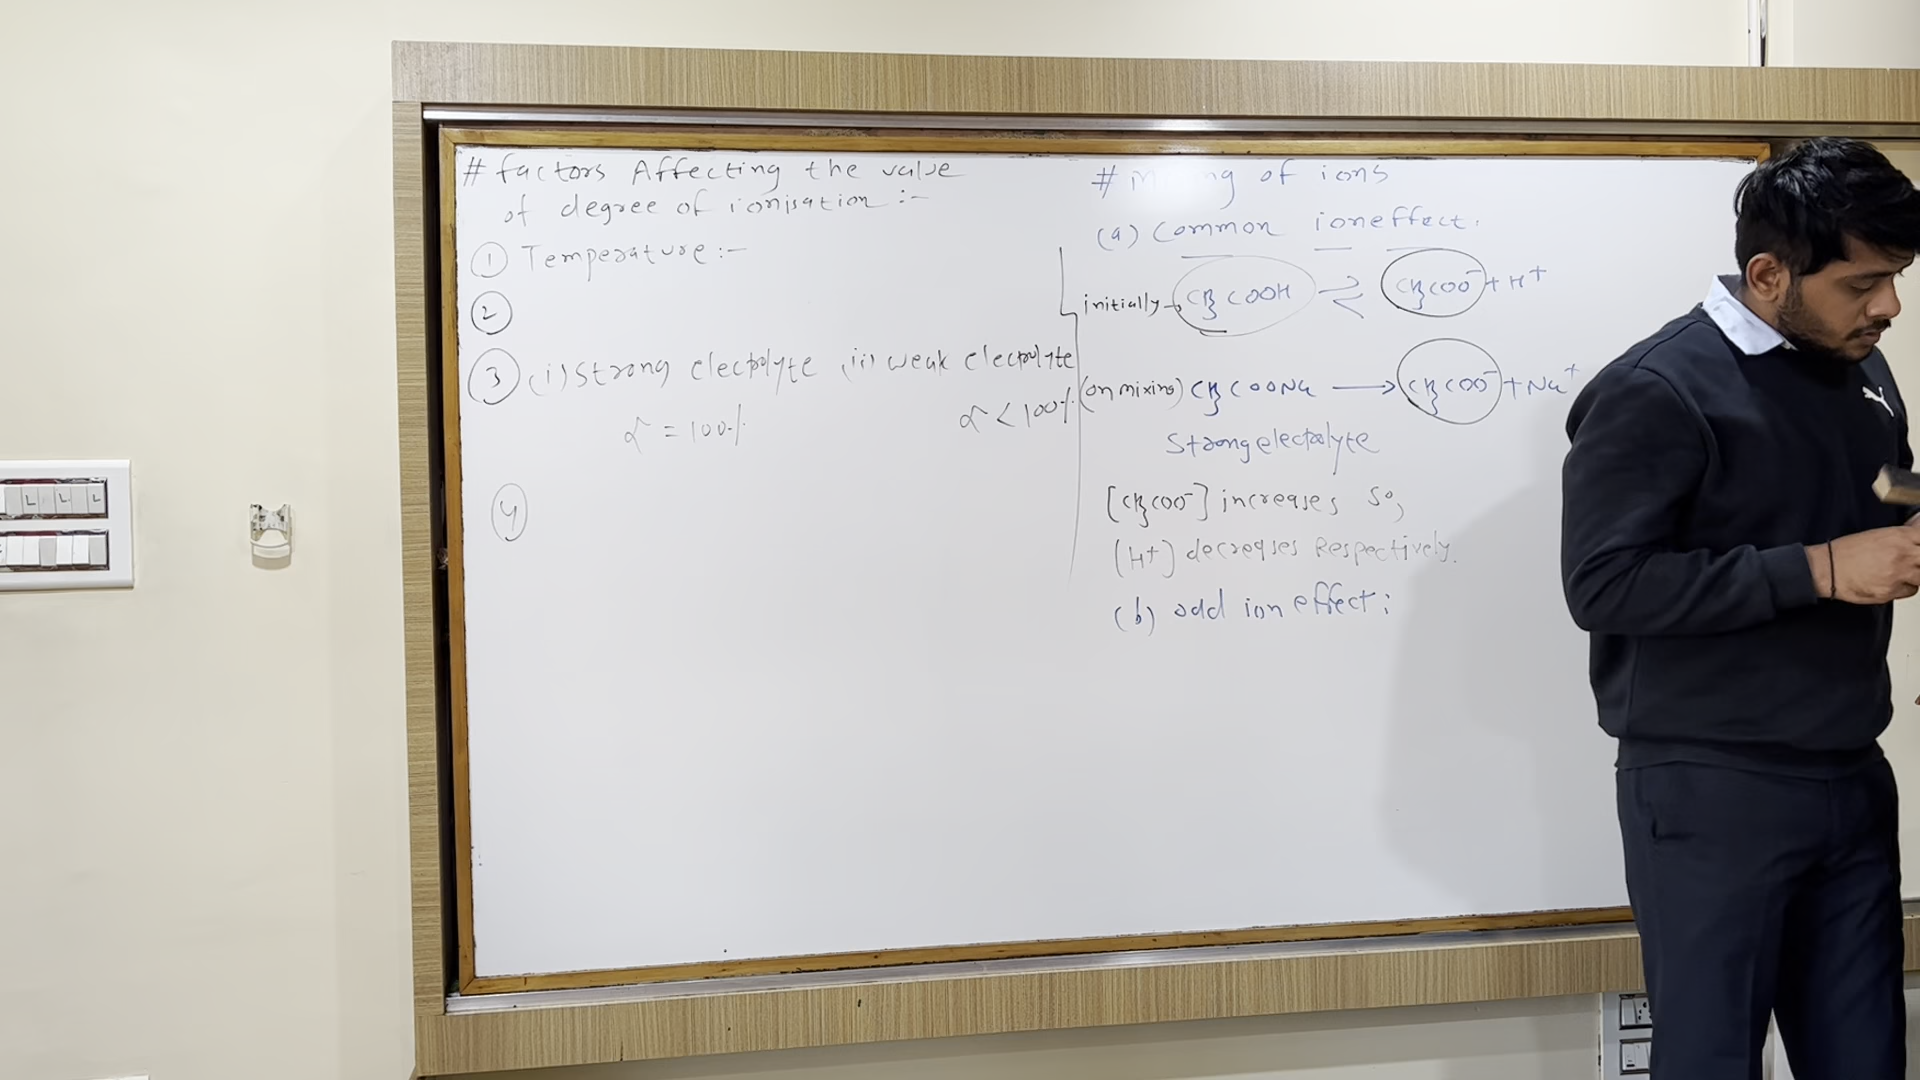 # factors Affecting the value
of degree of ionisation :-
① Temperature :-
②
③ (i) Strong electrolyte (ii) weak electrolyte
α = 100%
α < 100%
④
# of ions
(a) Common ion effect.
initially → CH3COOH ⇌ CH3COO⁻ + H⁺
(on mixing) CH3COONa ⟶ CH3COO⁻ + Na⁺
Strong electrolyte
[CH3COO⁻] increases So,
[H+] decreases Respectively.
(b) odd ion effect :